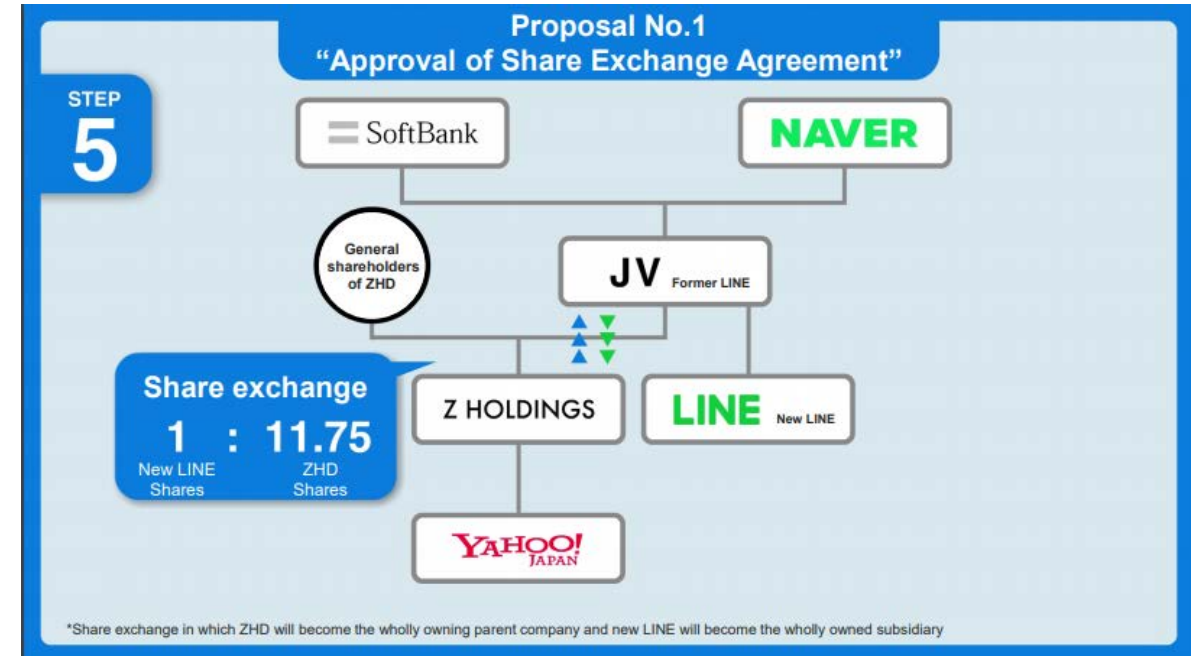 Proposal No.1
“Approval of Share Exchange Agreement”
STEP
5
SoftBank
NAVER
General
shareholders
of ZHD
JV Former LINE
Share exchange
1 : 11.75
New LINE ZHD
Shares Shares
Z HOLDINGS
LINE New LINE
YAHOO!
JAPAN
*Share exchange in which ZHD will become the wholly owning parent company and new LINE will become the wholly owned subsidiary